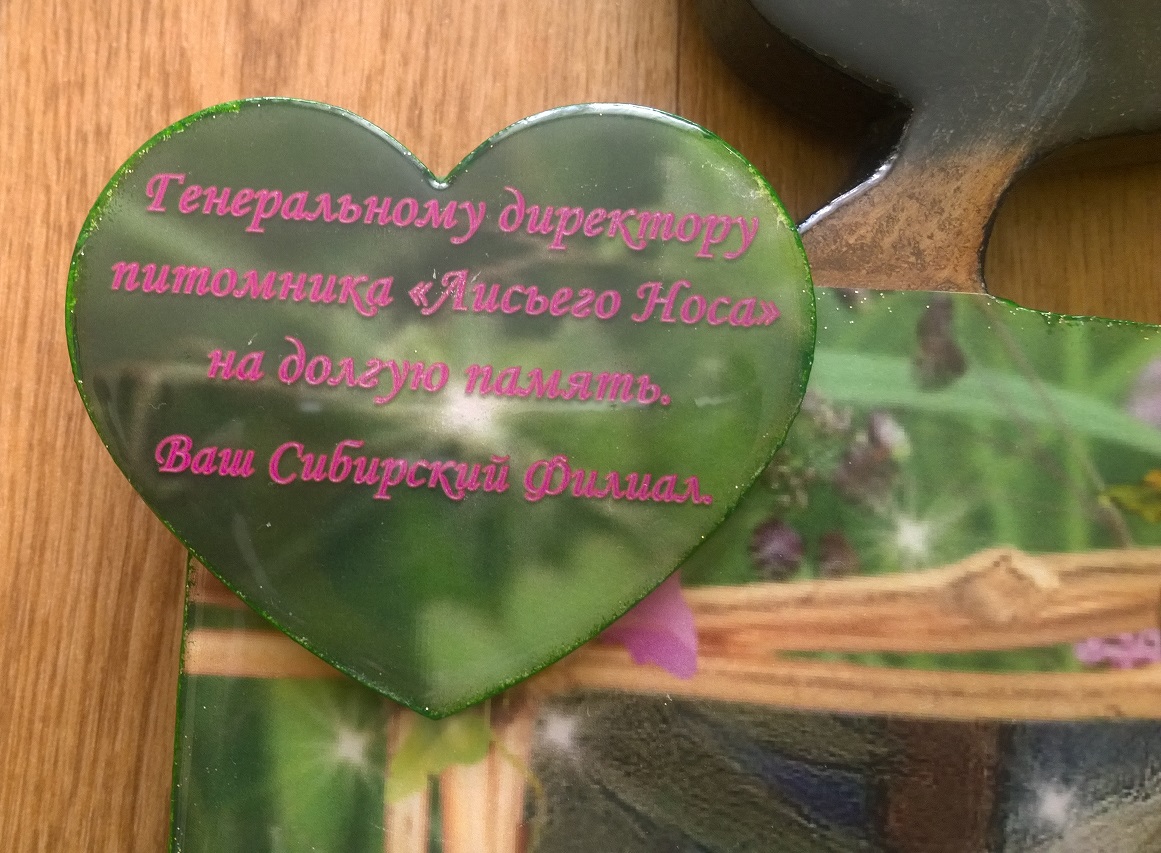 Генеральному директору
питомника «Лисьего Носа»
на долгую память.
Ваш Сибирский Филиал.